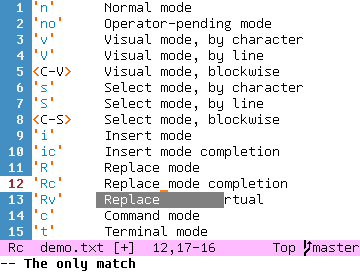 1 'n' Normal mode
2 'no' Operator-pending mode
3 'v' Visual mode, by character
4 'V' Visual mode, by line
5 <C-V> Visual mode, blockwise
6 's' Select mode, by character
7 'S' Select mode, by line
8 <C-S> Select mode, blockwise
9 'i' Insert mode
10 'ic' Insert mode completion
11 'R' Replace mode
12 'Rc' Replace mode completion
13 'Rv' Replace rtual
14 'c' Command mode
15 't' Terminal mode
Rc demo.txt [+] 12,17-16 Top master
-- The only match